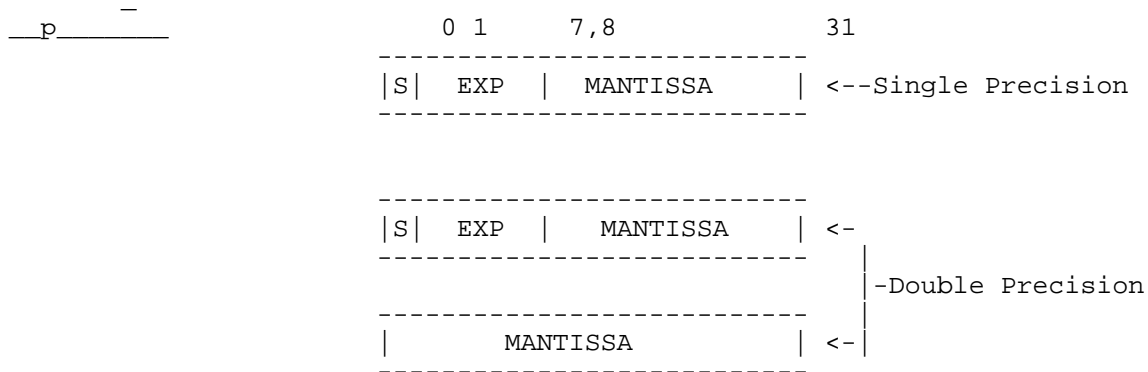 __p_______
0 1 7,8 31
---------------------------
|S| EXP | MANTISSA | <--Single Precision
---------------------------
---------------------------
|S| EXP | MANTISSA | <-
--------------------------- |
|-Double Precision
--------------------------- |
| MANTISSA | <-|
---------------------------